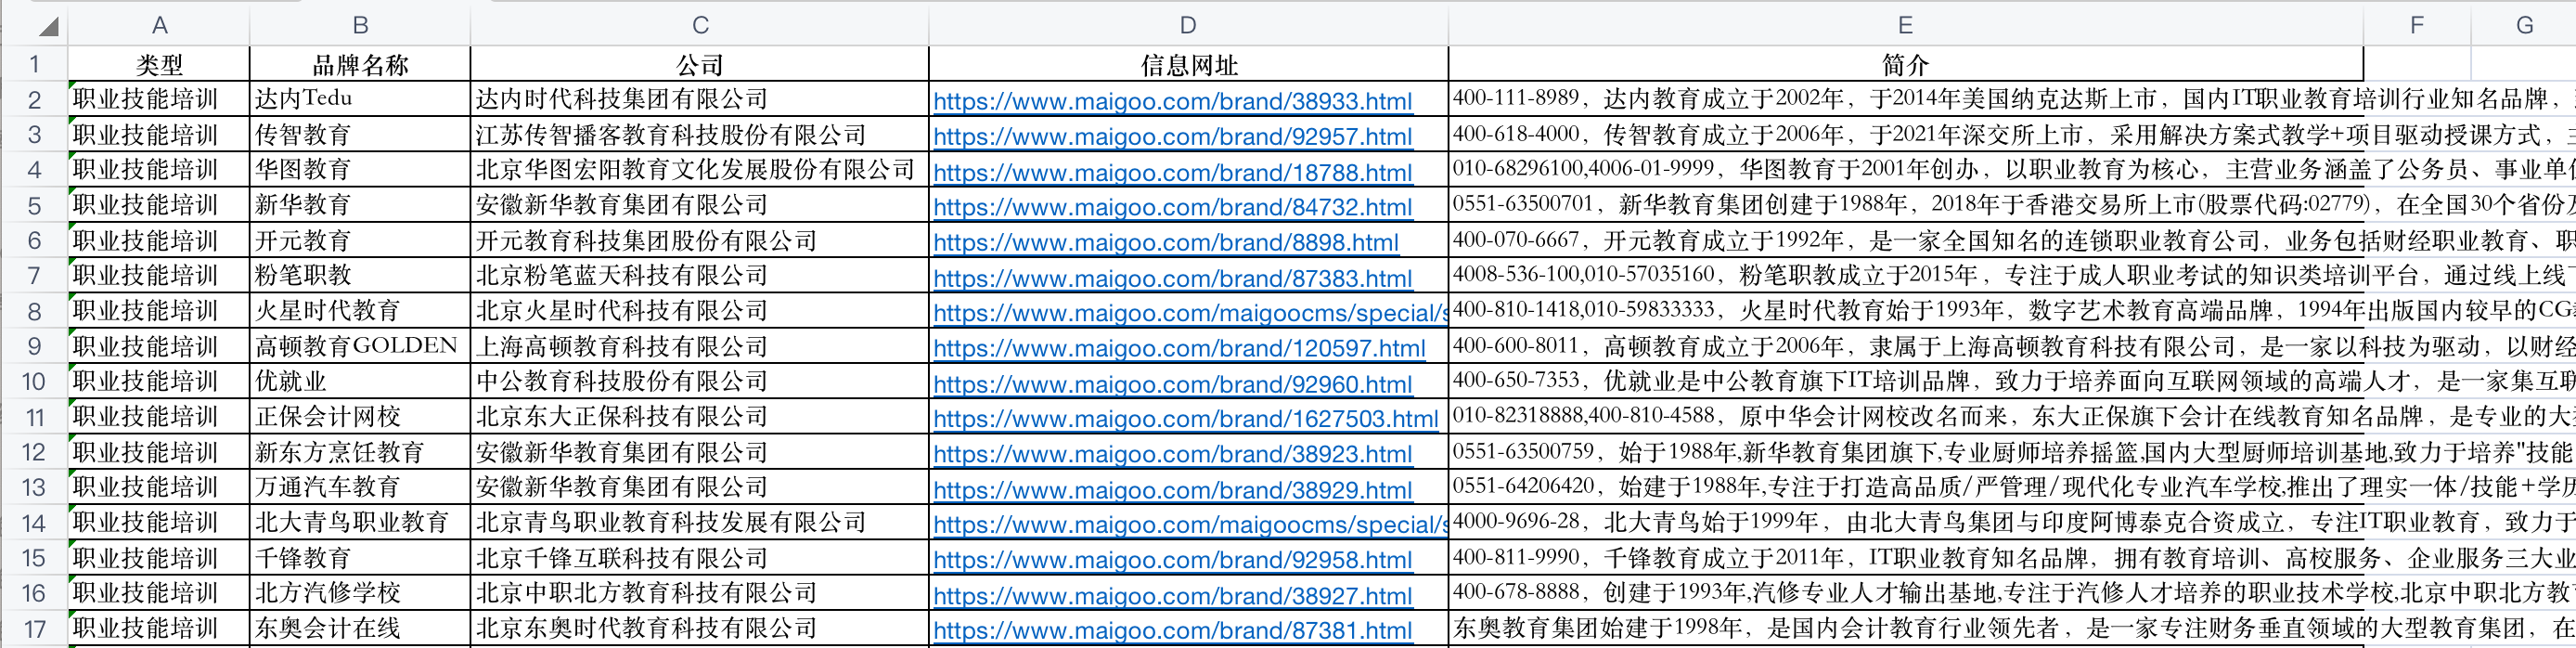 A B C D E F G
1 类型 品牌名称 公司 信息网址 简介
2 职业技能培训 达内Tedu 达内时代科技集团有限公司 https://www.maigoo.com/brand/38933.html 400-111-8989，达内教育成立于2002年，于2014年美国纳克达斯上市，国内IT职业教育培训行业知名品牌，
3 职业技能培训 传智教育 江苏传智播客教育科技股份有限公司 https://www.maigoo.com/brand/92957.html 400-618-4000，传智教育成立于2006年，于2021年深交所上市，采用解决方案式教学+项目驱动授课方式，
4 职业技能培训 华图教育 北京华图宏阳教育文化发展股份有限公司 https://www.maigoo.com/brand/18788.html 010-68296100,4006-01-9999，华图教育于2001年创办，以职业教育为核心，主营业务涵盖了公务员、事业单
5 职业技能培训 新华教育 安徽新华教育集团有限公司 https://www.maigoo.com/brand/84732.html 0551-63500701，新华教育集团创建于1988年，2018年于香港交易所上市(股票代码:02779)，在全国30个省份
6 职业技能培训 开元教育 开元教育科技集团股份有限公司 https://www.maigoo.com/brand/8898.html 400-070-6667，开元教育成立于1992年，是一家全国知名的连锁职业教育公司，业务包括财经职业教育、职
7 职业技能培训 粉笔职教 北京粉笔蓝天科技有限公司 https://www.maigoo.com/brand/87383.html 4008-536-100,010-57035160，粉笔职教成立于2015年，专注于成人职业考试的知识类培训平台，通过线上线
8 职业技能培训 火星时代教育 北京火星时代科技有限公司 https://www.maigoo.com/maigoocms/special/s 400-810-1418,010-59833333，火星时代教育始于1993年，数字艺术教育高端品牌，1994年出版国内较早的CG
9 职业技能培训 高顿教育GOLDEN 上海高顿教育科技有限公司 https://www.maigoo.com/brand/120597.html 400-600-8011，高顿教育成立于2006年，隶属于上海高顿教育科技有限公司，是一家以科技为驱动，以财经
10 职业技能培训 优就业 中公教育科技股份有限公司 https://www.maigoo.com/brand/92960.html 400-650-7353，优就业是中公教育旗下IT培训品牌，致力于培养面向互联网领域的高端人才，是一家集互联
11 职业技能培训 正保会计网校 北京东大正保科技有限公司 https://www.maigoo.com/brand/1627503.html 010-82318888,400-810-4588，原中华会计网校改名而来，东大正保旗下会计在线教育知名品牌，是专业的大
12 职业技能培训 新东方烹饪教育 安徽新华教育集团有限公司 https://www.maigoo.com/brand/38923.html 0551-63500759，始于1988年,新华教育集团旗下,专业厨师培养摇篮,国内大型厨师培训基地,致力于培养"技能
13 职业技能培训 万通汽车教育 安徽新华教育集团有限公司 https://www.maigoo.com/brand/38929.html 0551-64206420，始建于1988年,专注于打造高品质/严管理/现代化专业汽车学校,推出了理实一体/技能+学历
14 职业技能培训 北大青鸟职业教育 北京青鸟职业教育科技发展有限公司 https://www.maigoo.com/maigoocms/special/s 4000-9696-28，北大青鸟始于1999年，由北大青鸟集团与印度阿博泰克合资成立，专注IT职业教育，致力于
15 职业技能培训 千锋教育 北京千锋互联科技有限公司 https://www.maigoo.com/brand/92958.html 400-811-9990，千锋教育成立于2011年，IT职业教育知名品牌，拥有教育培训、高校服务、企业服务三大业
16 职业技能培训 北方汽修学校 北京中职北方教育科技有限公司 https://www.maigoo.com/brand/38927.html 400-678-8888，创建于1993年,汽修专业人才输出基地,专注于汽修人才培养的职业技术学校,北京中职北方教
17 职业技能培训 东奥会计在线 北京东奥时代教育科技有限公司 https://www.maigoo.com/brand/87381.html 东奥教育集团始建于1998年，是国内会计教育行业领先者，是一家专注财务垂直领域的大型教育集团，在